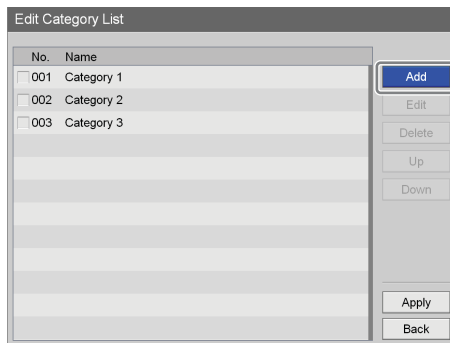 Edit Category List
No. Name
001 Category 1
002 Category 2
003 Category 3
Add
Edit
Delete
Up
Down
Apply
Back